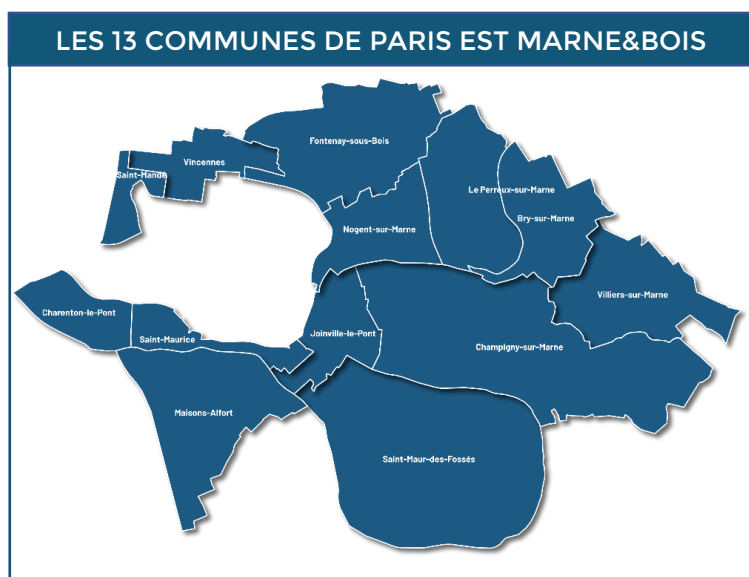 LES 13 COMMUNES DE PARIS EST MARNE&BOIS
Fontenay-sous-Bois
Vincennes
Saint-Mandé
Le Perreux-sur-Marne
Bry-sur-Marne
Nogent-sur-Marne
Villiers-sur-Marne
Charenton-le-Pont
Saint-Maurice
Joinville-le-Pont
Champigny-sur-Marne
Maisons-Alfort
Saint-Maur-des-Fossés